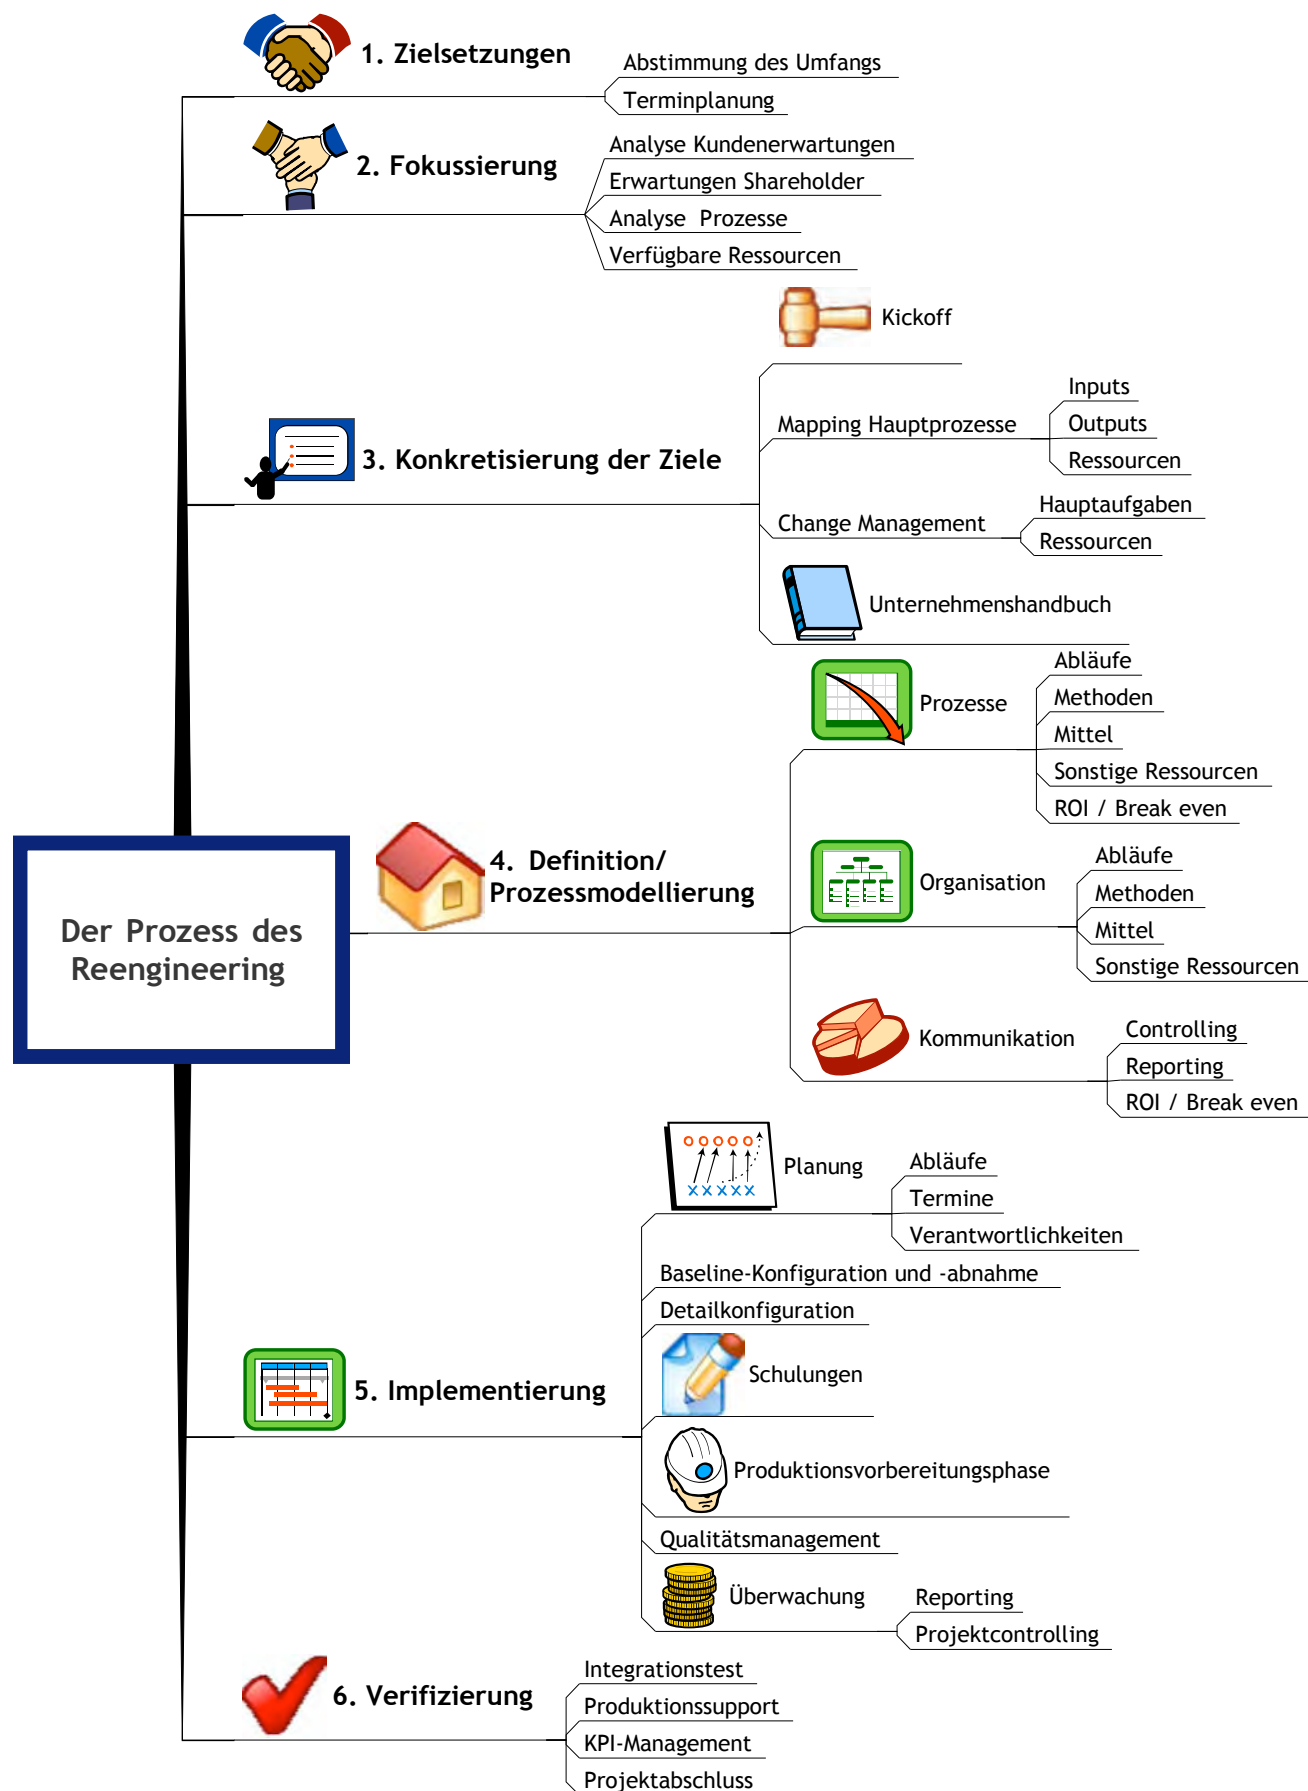 1. Zielsetzungen
Abstimmung des Umfangs
Terminplanung
2. Fokussierung
Analyse Kundenerwartungen
Erwartungen Shareholder
Analyse Prozesse
Verfügbare Ressourcen
3. Konkretisierung der Ziele
Kickoff
Mapping Hauptprozesse
Inputs
Outputs
Ressourcen
Change Management
Hauptaufgaben
Ressourcen
Unternehmenshandbuch
Der Prozess des
Reengineering
4. Definition/
Prozessmodellierung
Prozesse
Abläufe
Methoden
Mittel
Sonstige Ressourcen
ROI / Break even
Organisation
Abläufe
Methoden
Mittel
Sonstige Ressourcen
Kommunikation
Controlling
Reporting
ROI / Break even
5. Implementierung
Planung
Abläufe
Termine
Verantwortlichkeiten
Baseline-Konfiguration und -abnahme
Detailkonfiguration
Schulungen
Produktionsvorbereitungsphase
Qualitätsmanagement
Überwachung
Reporting
Projektcontrolling
6. Verifizierung
Integrationstest
Produktionssupport
KPI-Management
Projektabschluss